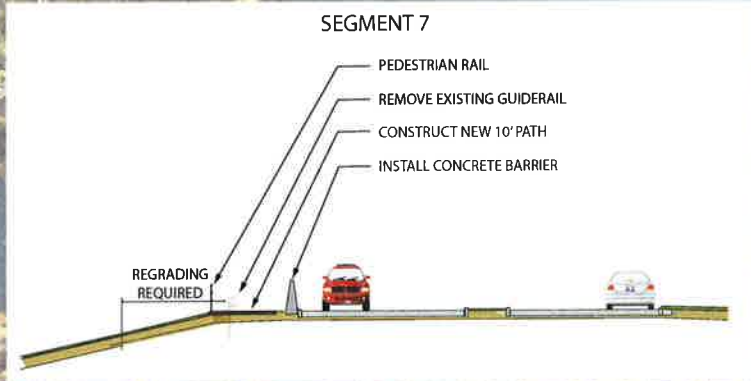 SEGMENT 7
PEDESTRIAN RAIL
REMOVE EXISTING GUIDERAIL
CONSTRUCT NEW 10' PATH
INSTALL CONCRETE BARRIER
REGRADING
REQUIRED